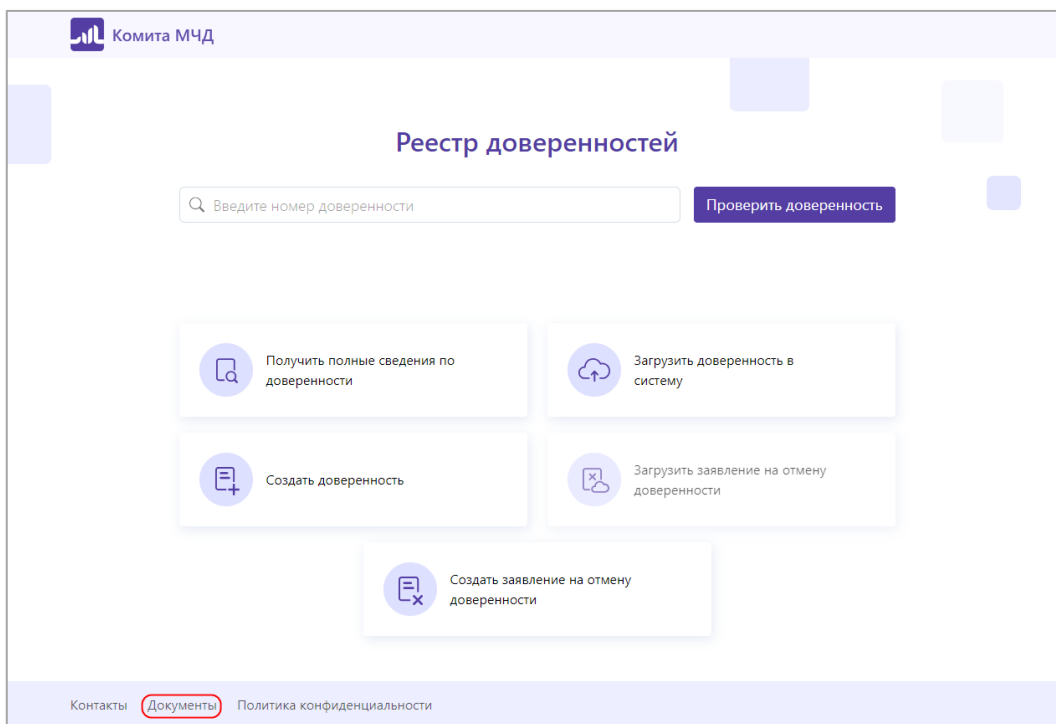 Комита МЧД
Реестр доверенностей
Введите номер доверенности
Проверить доверенность
Получить полные сведения по
доверенности
Загрузить доверенность в
систему
Создать доверенность
Загрузить заявление на отмену
доверенности
Создать заявление на отмену
доверенности
Контакты Документы Политика конфиденциальности